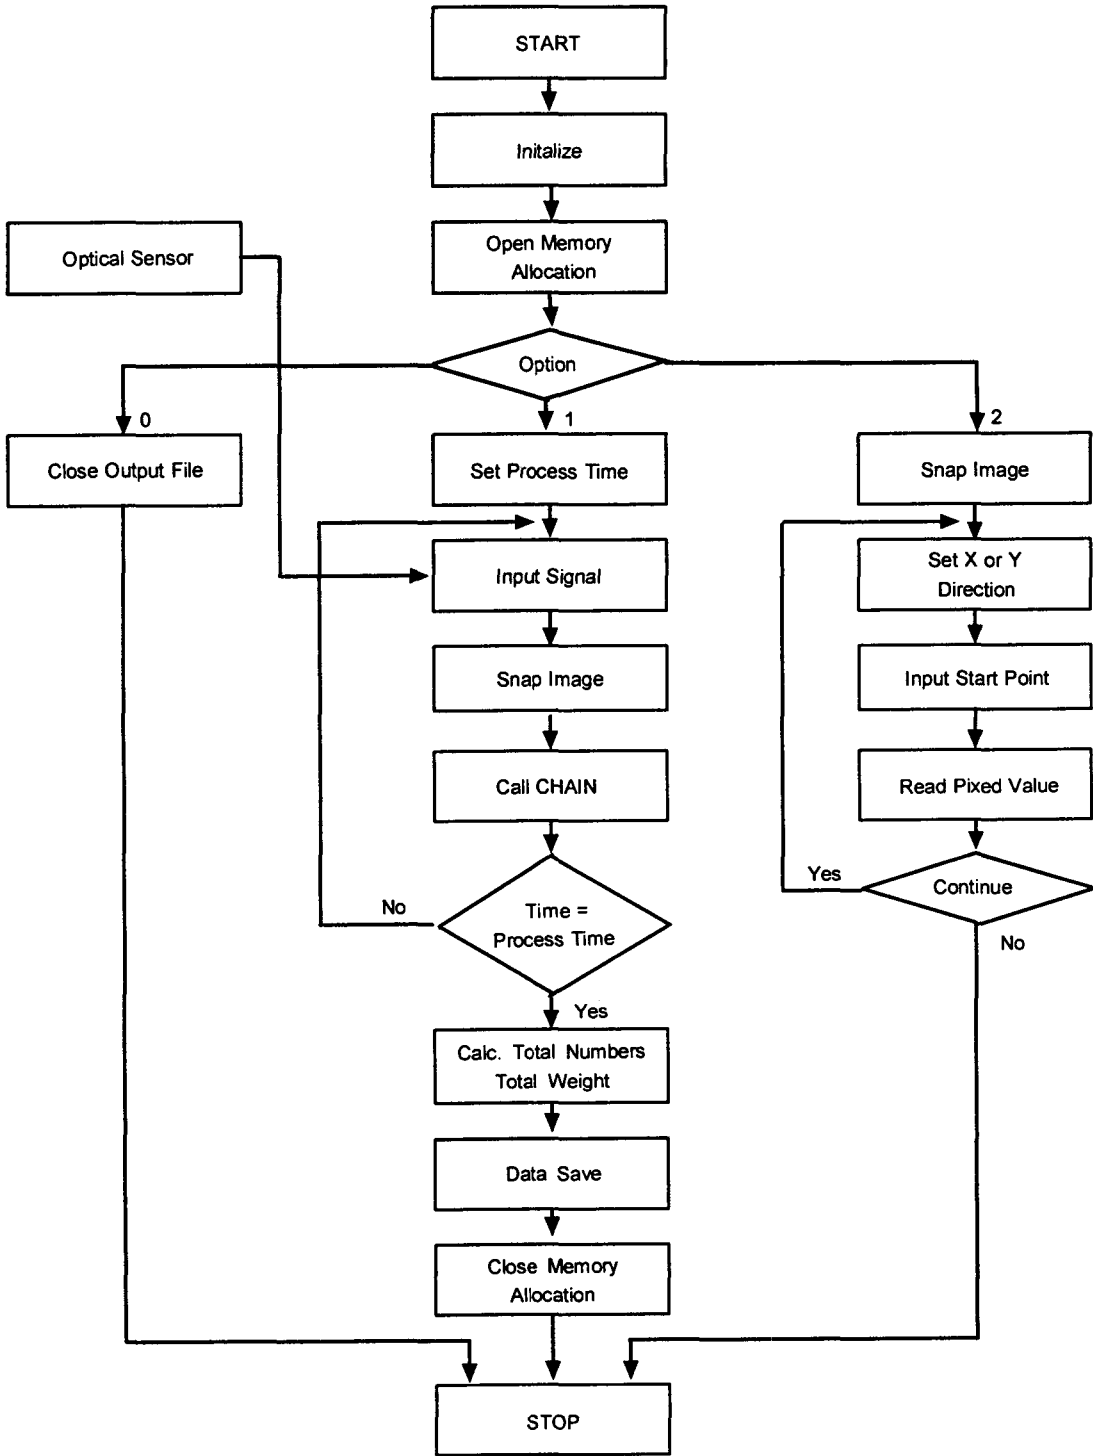 START
Initalize
Open Memory
Allocation
Optical Sensor
Option
0
1
2
Close Output File
Set Process Time
Snap Image
Input Signal
Set X or Y
Direction
Snap Image
Input Start Point
Call CHAIN
Read Pixed Value
Yes
Continue
No
No
Time =
Process Time
Yes
Calc. Total Numbers
Total Weight
Data Save
Close Memory
Allocation
STOP